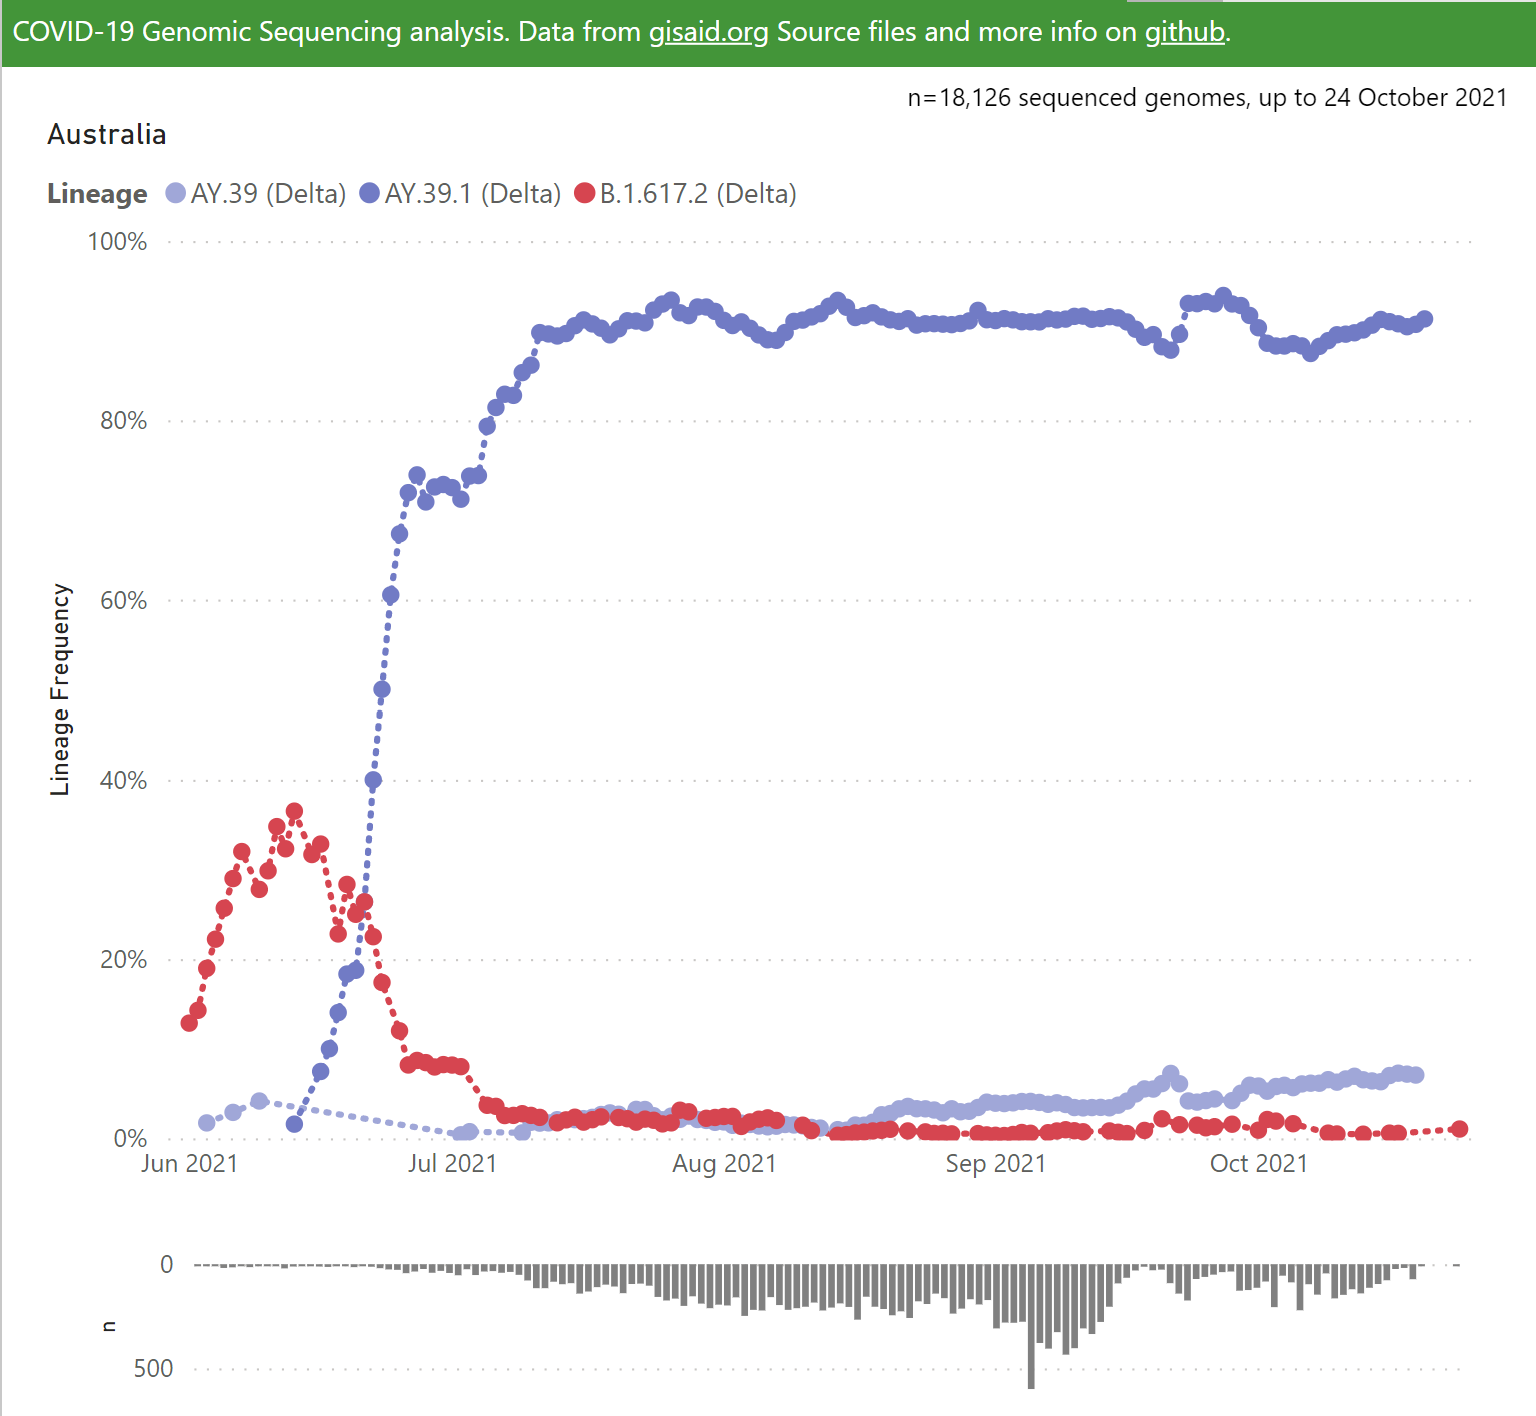 COVID-19 Genomic Sequencing analysis. Data from gisaid.org Source files and more info on github.
n=18,126 sequenced genomes, up to 24 October 2021
Australia
Lineage AY.39 (Delta) AY.39.1 (Delta) B.1.617.2 (Delta)
100%
80%
60%
40%
20%
0%
Lineage Frequency
Jun 2021 Jul 2021 Aug 2021 Sep 2021 Oct 2021
0
n
500